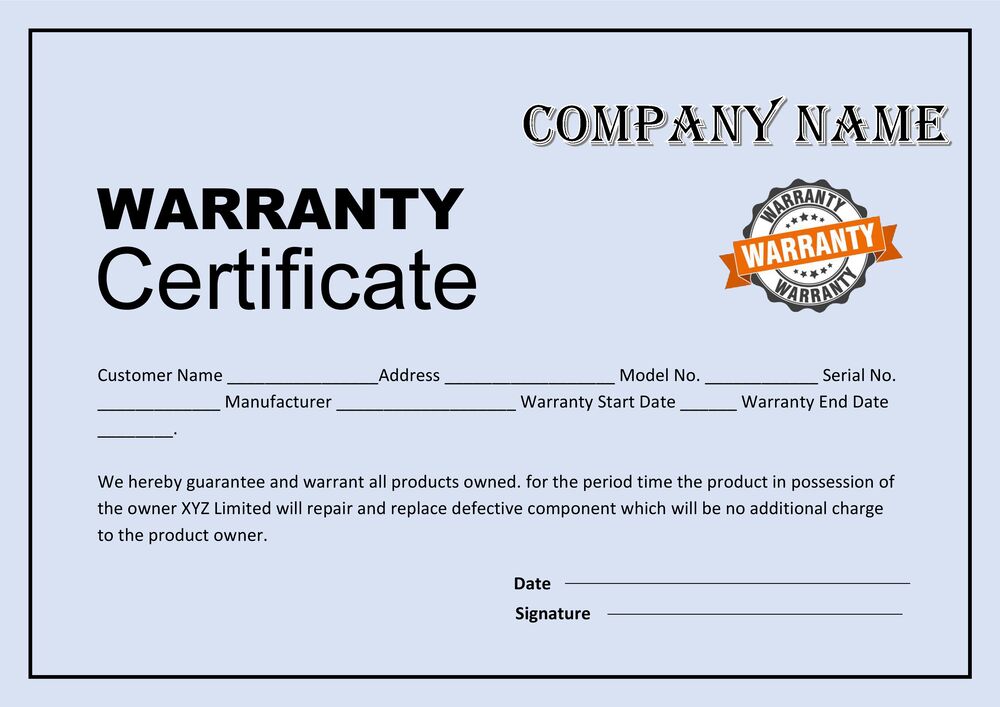 COMPANY NAME
WARRANTY
Certificate
WARRANTY
WARRANTY
WARRANTY
Customer Name ________________Address __________________ Model No. ____________ Serial No.
_____________ Manufacturer ___________________ Warranty Start Date ______ Warranty End Date
________.
We hereby guarantee and warrant all products owned. for the period time the product in possession of
the owner XYZ Limited will repair and replace defective component which will be no additional charge
to the product owner.
Date
Signature